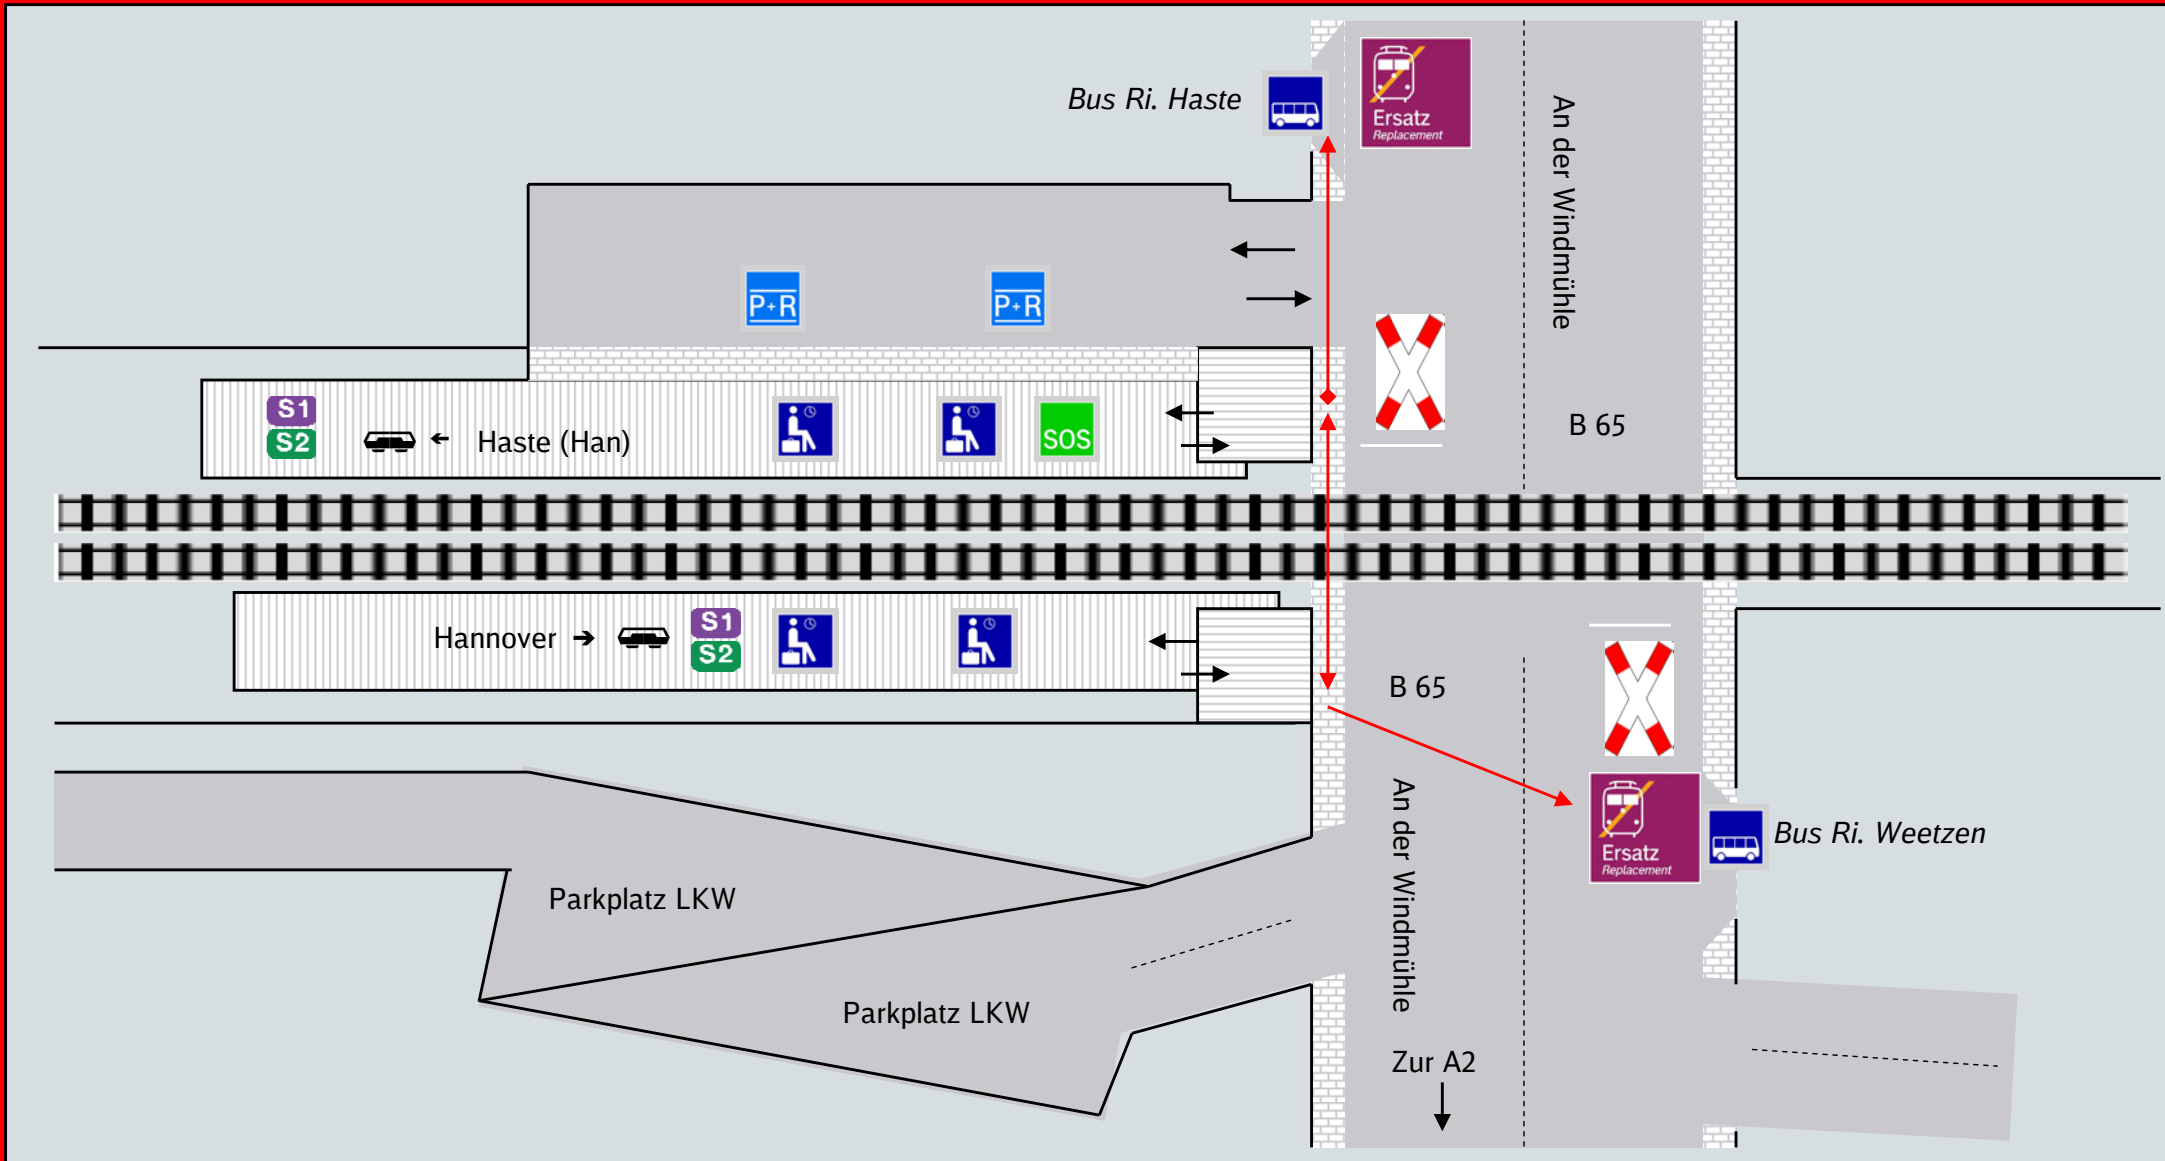 Bus Ri. Haste
Ersatz
Replacement
An der Windmühle
P+R
P+R
B 65
S1
S2
Haste (Han)
SOS
Hannover
S1
S2
B 65
An der Windmühle
Ersatz
Replacement
Bus Ri. Weetzen
Parkplatz LKW
Parkplatz LKW
Zur A2